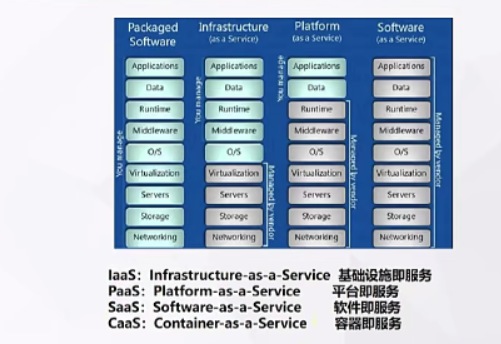 Packaged Software
Infrastructure (as a Service)
Platform (as a Service)
Software (as a Service)
You manage
Applications
Data
Runtime
Middleware
O/S
Virtualization
Servers
Storage
Networking
You manage
Applications
Data
Runtime
Middleware
O/S
Virtualization
Servers
Storage
Networking
Managed by vendor
You manage
Applications
Data
Runtime
Middleware
O/S
Virtualization
Servers
Storage
Networking
Managed by vendor
Applications
Data
Runtime
Middleware
O/S
Virtualization
Servers
Storage
Networking
Managed by vendor
IaaS：Infrastructure-as-a-Service 基础设施即服务
PaaS：Platform-as-a-Service 平台即服务
SaaS：Software-as-a-Service 软件即服务
CaaS：Container-as-a-Service 容器即服务